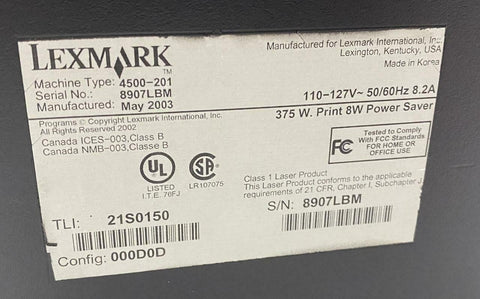 LEXMARK™
Manufactured for Lexmark International, Inc.
Lexington, Kentucky, USA
Made in Korea
Machine Type: 4500-201
Serial No.: 8907LBM
Manufactured: May 2003
110-127V~ 50/60Hz 8.2A
375 W. Print 8W Power Saver
Programs © Copyright Lexmark International, Inc.
All Rights Reserved 2002
Canada ICES-003, Class B
Canada NMB-003, Classe B
UL
LISTED
I.T.E. 76FJ
LR107075
FC
Tested to Comply
With FCC Standards
FOR HOME OR
OFFICE USE
Class 1 Laser Product
This Laser Product conforms to the applicable
requirements of 21 CFR, Chapter I, Subchapter J.
TLI: 21S0150
S/N: 8907LBM
Config: 000D0D